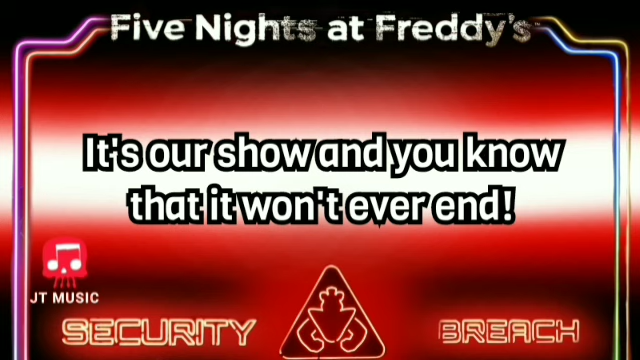 Five Nights at Freddy's
It's our show and you know
that it won't ever end!
JT MUSIC
SECURITY BREACH